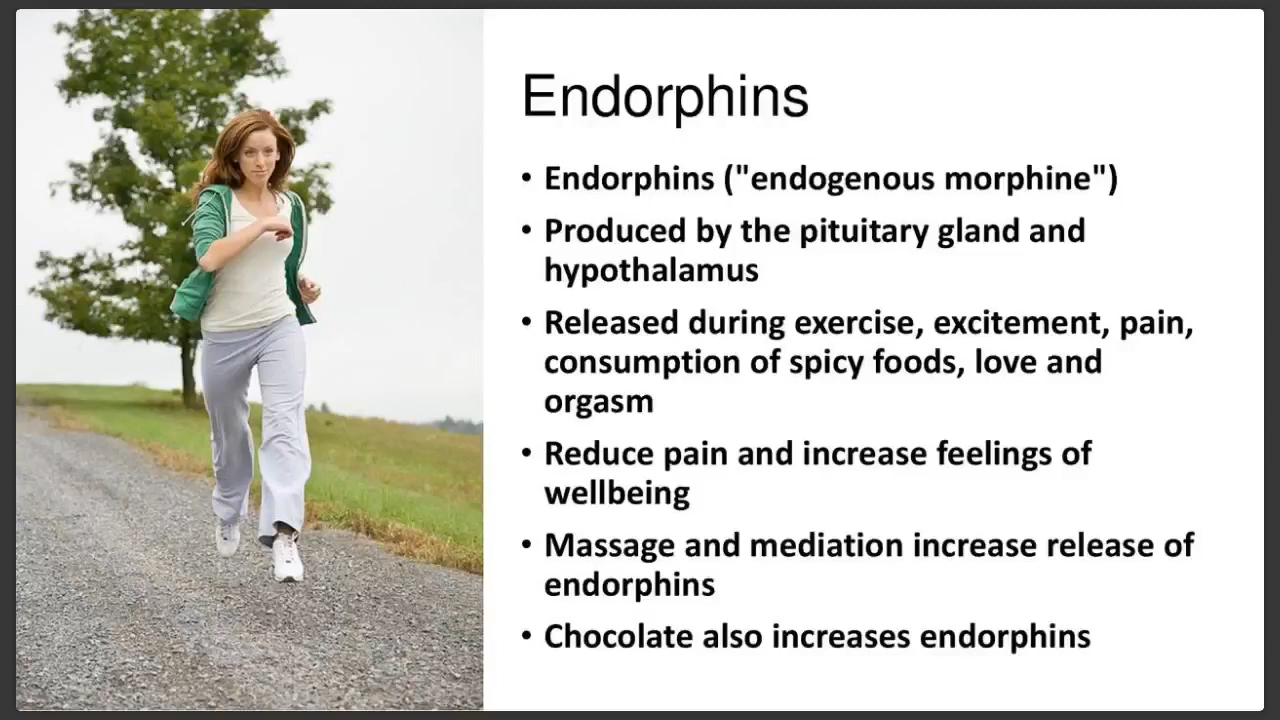 Endorphins
• Endorphins ("endogenous morphine")
• Produced by the pituitary gland and
hypothalamus
• Released during exercise, excitement, pain,
consumption of spicy foods, love and
orgasm
• Reduce pain and increase feelings of
wellbeing
• Massage and mediation increase release of
endorphins
• Chocolate also increases endorphins